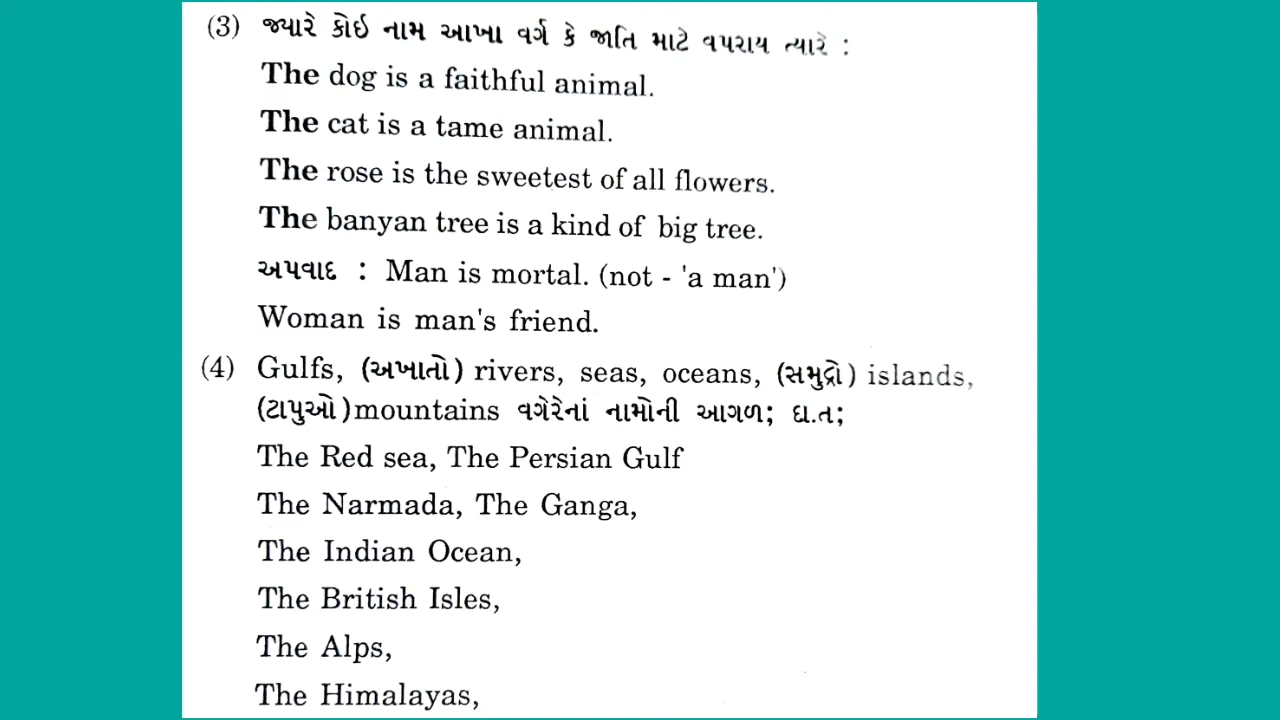 (3) જ્યારે કોઈ નામ આખા વર્ગ કે જાતિ માટે વપરાય ત્યારે :
The dog is a faithful animal.
The cat is a tame animal.
The rose is the sweetest of all flowers.
The banyan tree is a kind of big tree.
અપવાદ : Man is mortal. (not - 'a man')
Woman is man's friend.
(4) Gulfs, (અખાતો) rivers, seas, oceans, (સમુદ્રો) islands,
(ટાપુઓ) mountains વગેરેનાં નામોની આગળ; દા.ત;
The Red sea, The Persian Gulf
The Narmada, The Ganga,
The Indian Ocean,
The British Isles,
The Alps,
The Himalayas,